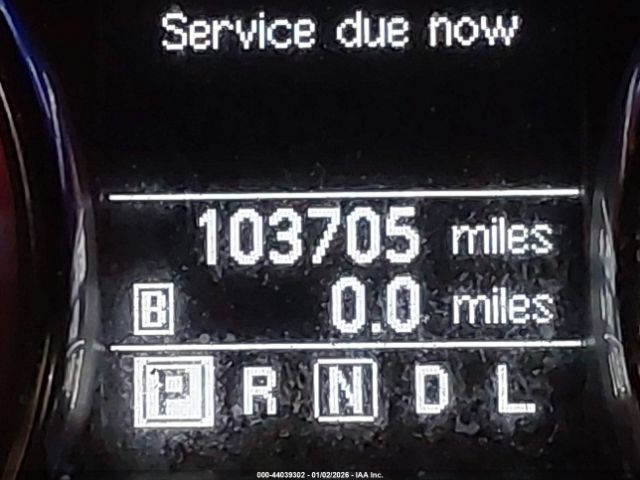 Service due now
103705 miles
B 0.0 miles
P R N D L
000-44039302 - 01/02/2026 - IAA Inc.